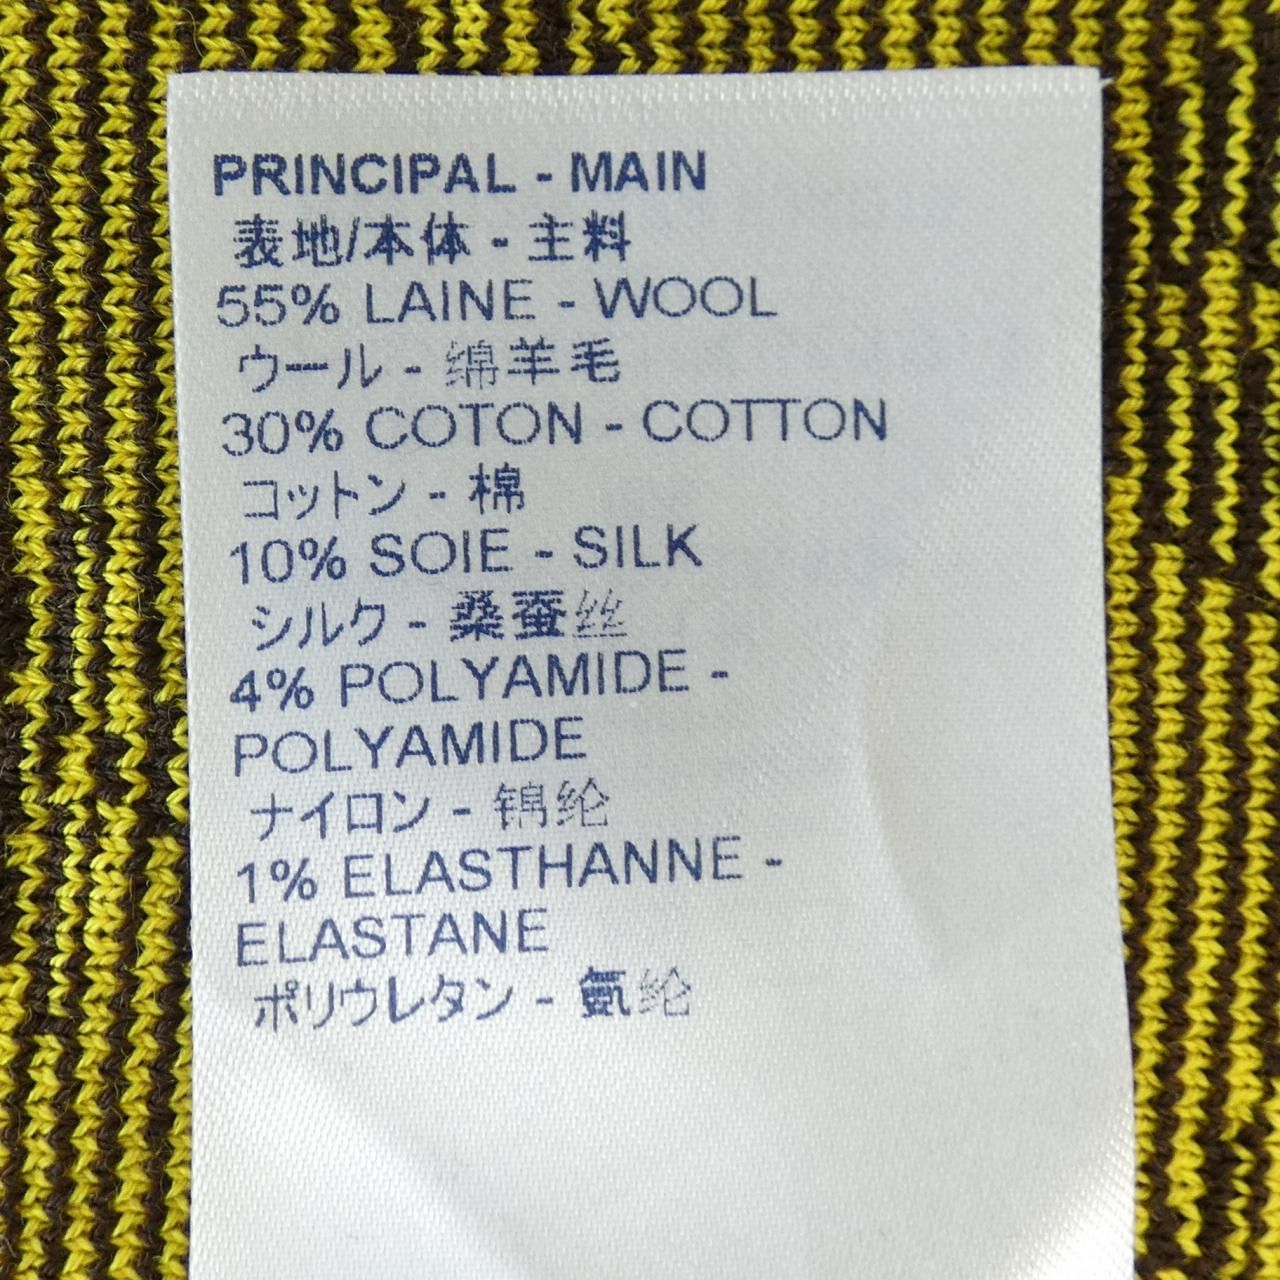 PRINCIPAL - MAIN
表地/本体 - 主料
55% LAINE - WOOL
ウール - 绵羊毛
30% COTON - COTTON
コットン - 棉
10% SOIE - SILK
シルク - 桑蚕丝
4% POLYAMIDE -
POLYAMIDE
ナイロン - 锦纶
1% ELASTHANNE -
ELASTANE
ポリウレタン - 氨纶